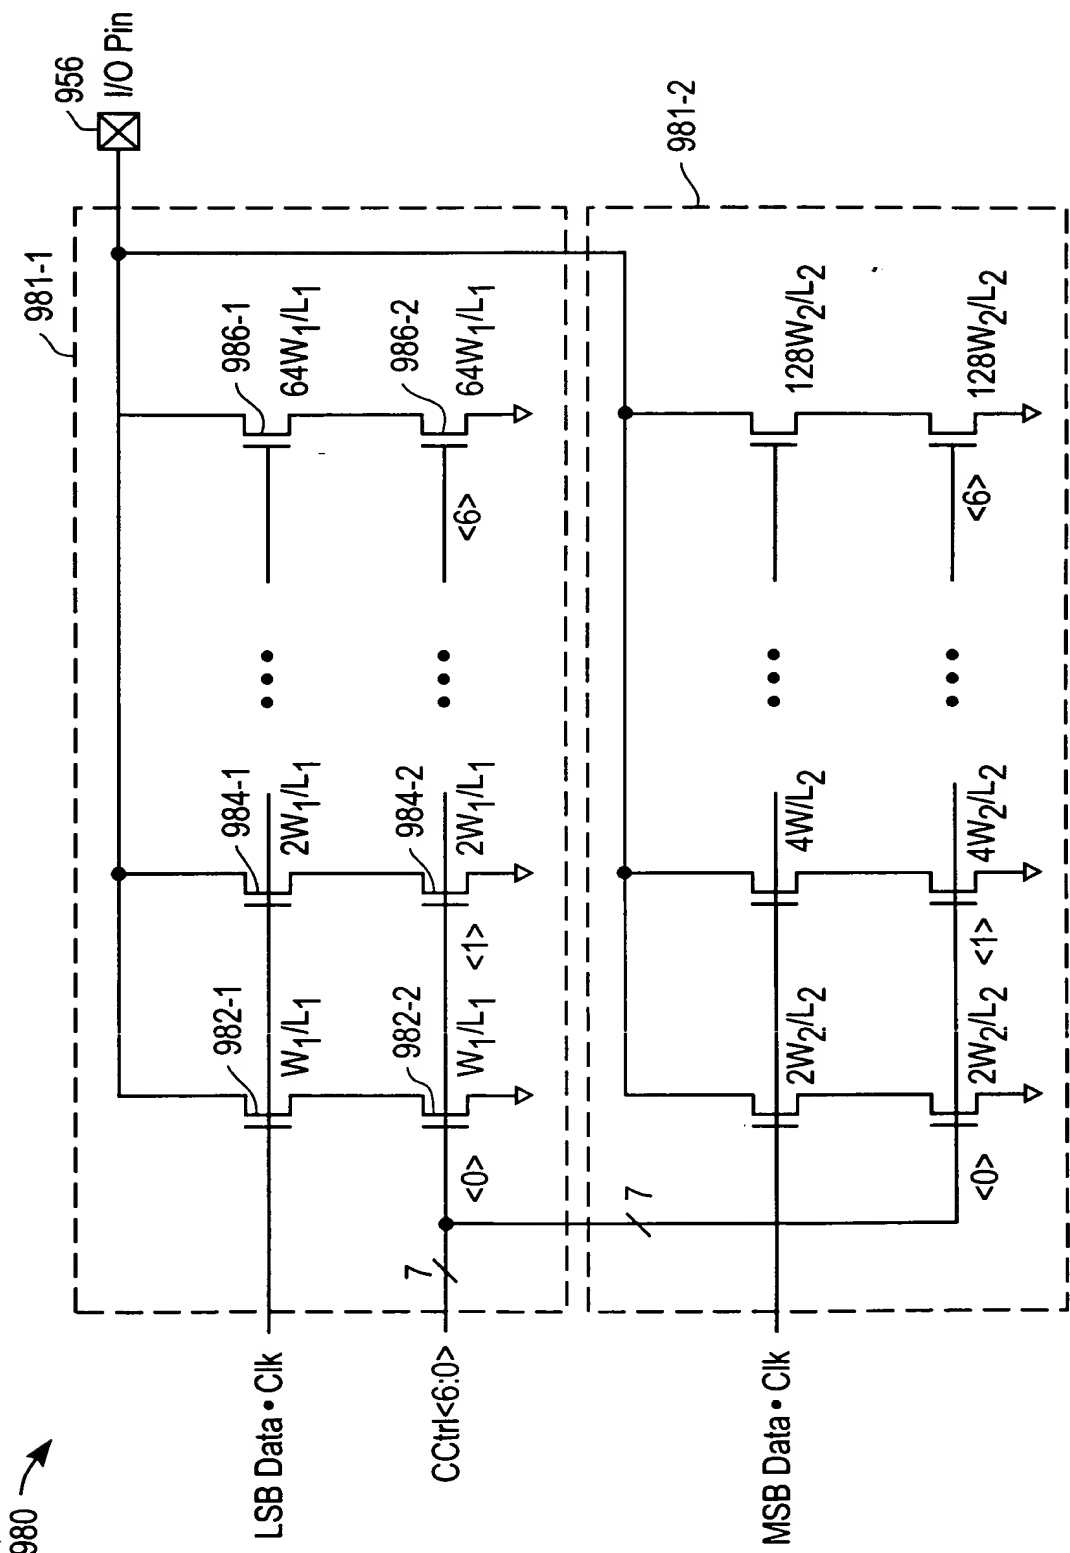 980
981-1
956
I/O Pin
982-1
984-1
986-1
W1/L1
2W1/L1
64W1/L1
LSB Data • Clk
982-2
984-2
986-2
W1/L1
2W1/L1
64W1/L1
CCtrl<6:0>
7
<0>
<1>
<6>
981-2
7
2W2/L2
4W/L2
128W2/L2
MSB Data • Clk
2W2/L2
4W2/L2
128W2/L2
<0>
<1>
<6>